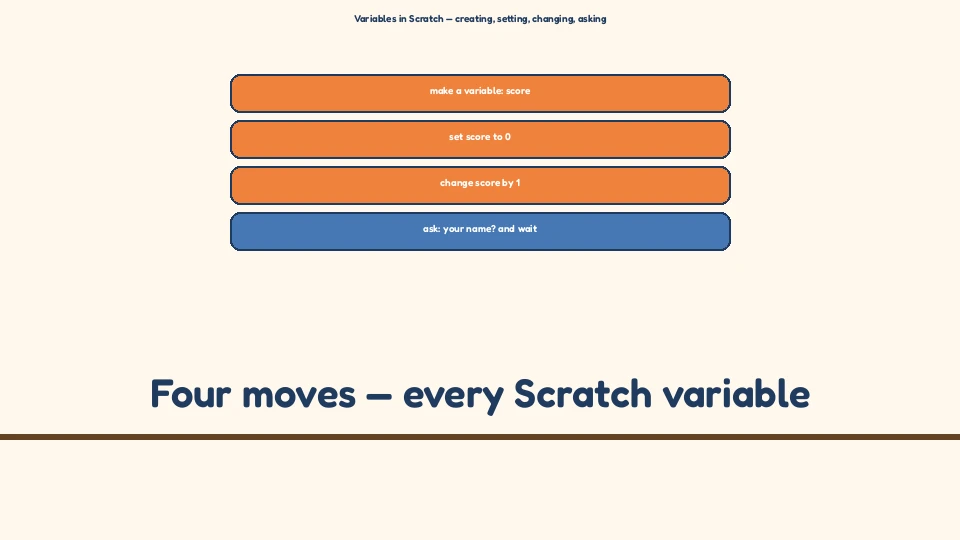 Variables in Scratch — creating, setting, changing, asking
make a variable: score
set score to 0
change score by 1
ask: your name? and wait
Four moves — every Scratch variable